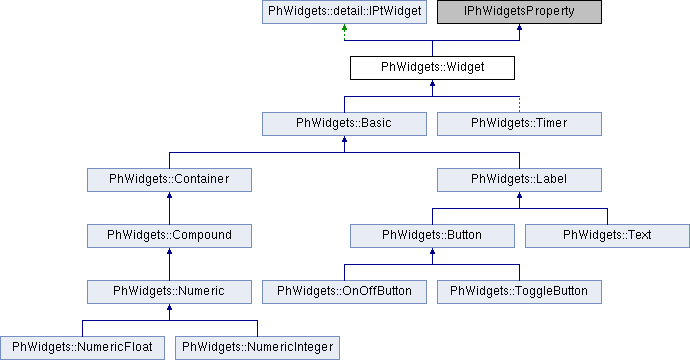 PhWidgets::detail::IPtWidget
IPhWidgetsProperty
PhWidgets::Widget
PhWidgets::Basic
PhWidgets::Timer
PhWidgets::Container
PhWidgets::Label
PhWidgets::Compound
PhWidgets::Button
PhWidgets::Text
PhWidgets::Numeric
PhWidgets::OnOffButton
PhWidgets::ToggleButton
PhWidgets::NumericFloat
PhWidgets::NumericInteger